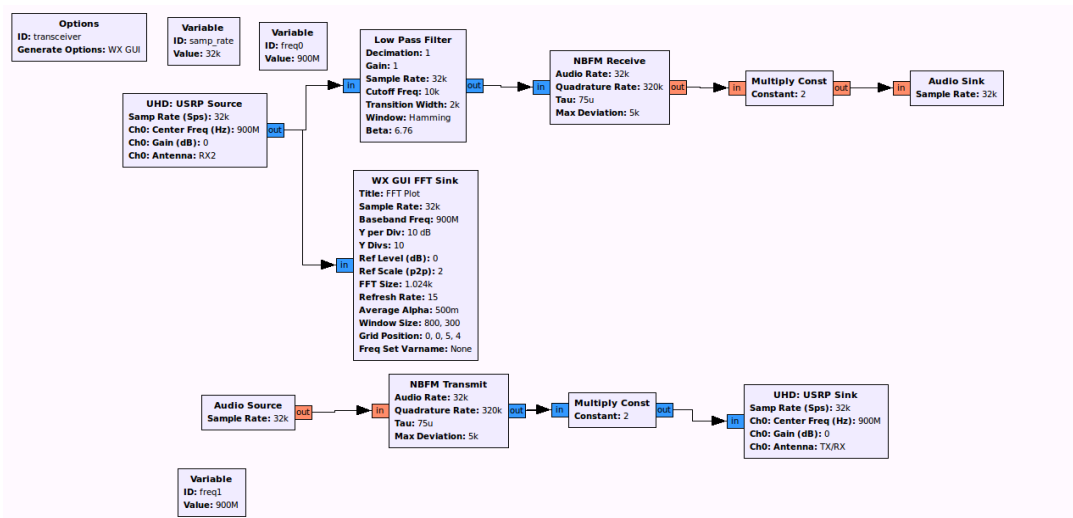 Options
ID: transceiver
Generate Options: WX GUI
Variable
ID: samp_rate
Value: 32k
Variable
ID: freq0
Value: 900M
Low Pass Filter
Decimation: 1
Gain: 1
Sample Rate: 32k
Cutoff Freq: 10k
Transition Width: 2k
Window: Hamming
Beta: 6.76
in
out
NBFM Receive
Audio Rate: 32k
Quadrature Rate: 320k
Tau: 75u
Max Deviation: 5k
in
out
Multiply Const
Constant: 2
in
out
Audio Sink
Sample Rate: 32k
in
UHD: USRP Source
Samp Rate (Sps): 32k
Ch0: Center Freq (Hz): 900M
Ch0: Gain (dB): 0
Ch0: Antenna: RX2
out
WX GUI FFT Sink
Title: FFT Plot
Sample Rate: 32k
Baseband Freq: 900M
Y per Div: 10 dB
Y Divs: 10
Ref Level (dB): 0
Ref Scale (p2p): 2
FFT Size: 1.024k
Refresh Rate: 15
Average Alpha: 500m
Window Size: 800, 300
Grid Position: 0, 0, 5, 4
Freq Set Varname: None
in
Audio Source
Sample Rate: 32k
out
NBFM Transmit
Audio Rate: 32k
Quadrature Rate: 320k
Tau: 75u
Max Deviation: 5k
in
out
Multiply Const
Constant: 2
in
out
UHD: USRP Sink
Samp Rate (Sps): 32k
Ch0: Center Freq (Hz): 900M
Ch0: Gain (dB): 0
Ch0: Antenna: TX/RX
in
Variable
ID: freq1
Value: 900M